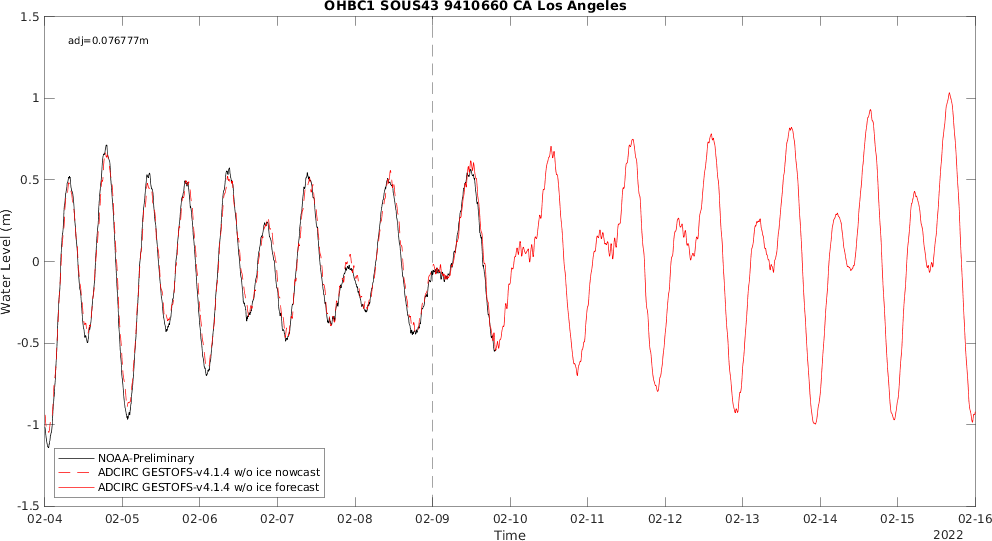 OHBC1 SOUS43 9410660 CA Los Angeles
1.5
adj=0.076777m
1
0.5
0
-0.5
-1
-1.5
Water Level (m)
NOAA-Preliminary
ADCIRC GESTOFS-v4.1.4 w/o ice nowcast
ADCIRC GESTOFS-v4.1.4 w/o ice forecast
02-04 02-05 02-06 02-07 02-08 02-09 02-10 02-11 02-12 02-13 02-14 02-15 02-16
Time
2022